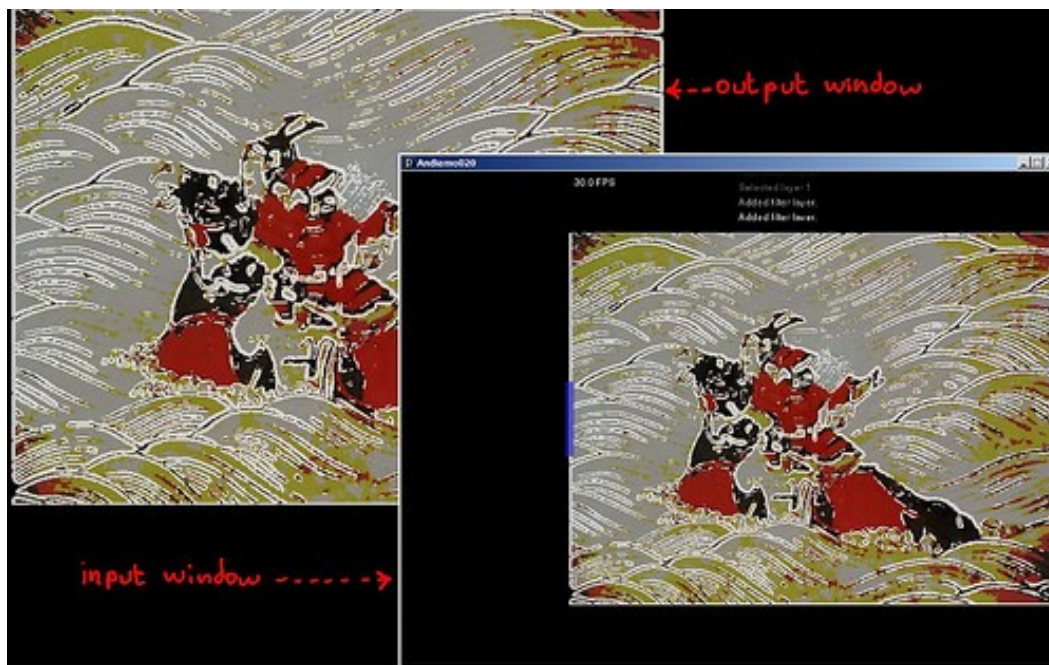 output window
Andiamo020
30.0 FPS
Selected layer 1
Added filter layer.
Added filter layer.
input window